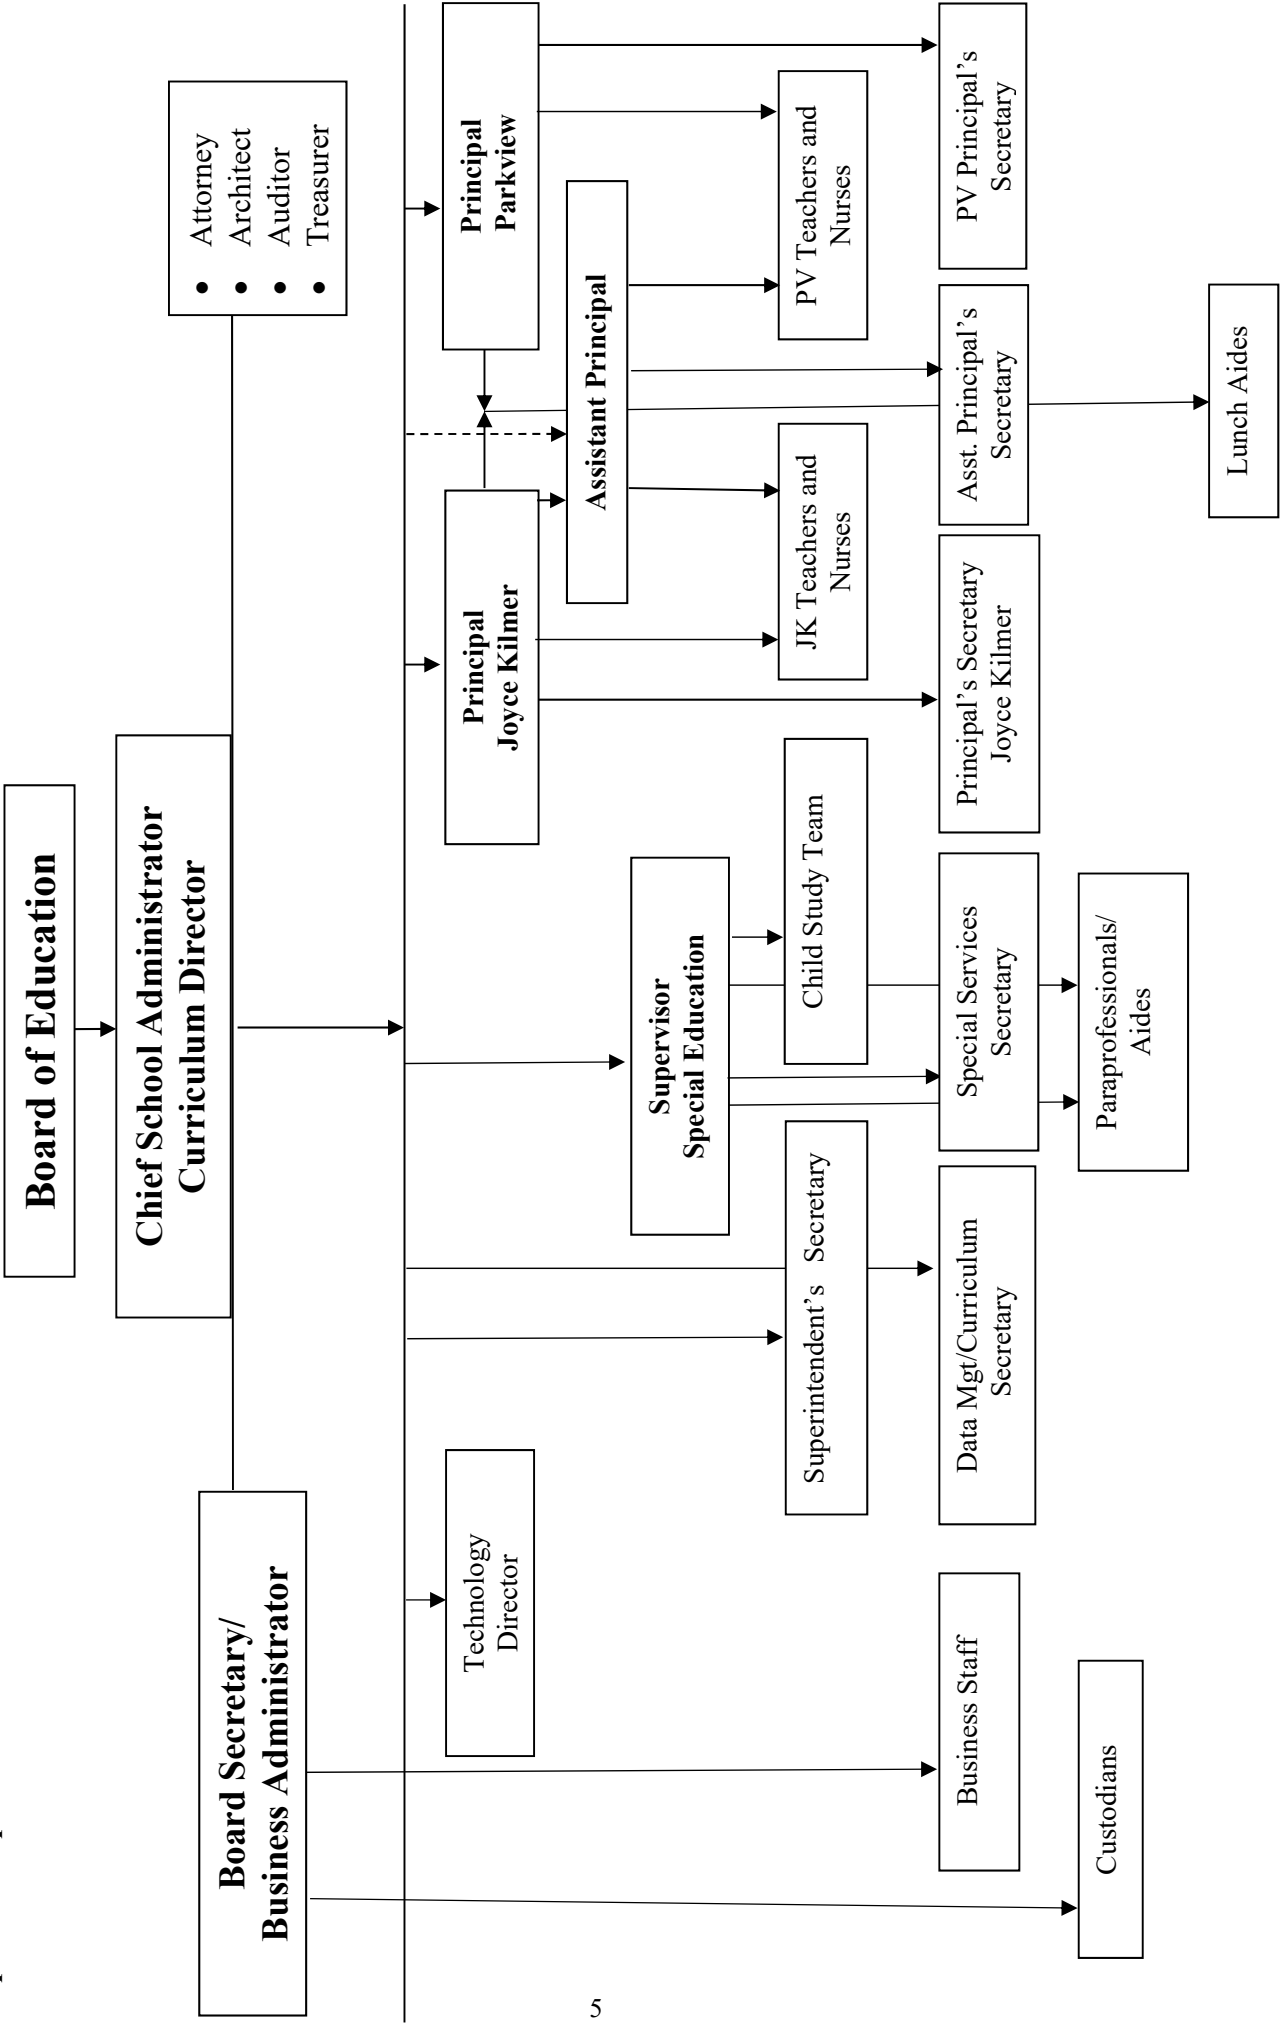 Board of Education
Chief School Administrator
Curriculum Director
Board Secretary/
Business Administrator
• Attorney
• Architect
• Auditor
• Treasurer
Technology
Director
Principal
Joyce Kilmer
Principal
Parkview
Assistant Principal
Supervisor
Special Education
Superintendent's Secretary
Child Study Team
JK Teachers and
Nurses
PV Teachers and
Nurses
Business Staff
Data Mgt/Curriculum
Secretary
Special Services
Secretary
Principal's Secretary
Joyce Kilmer
Asst. Principal's
Secretary
PV Principal's
Secretary
Custodians
Paraprofessionals/
Aides
Lunch Aides
5